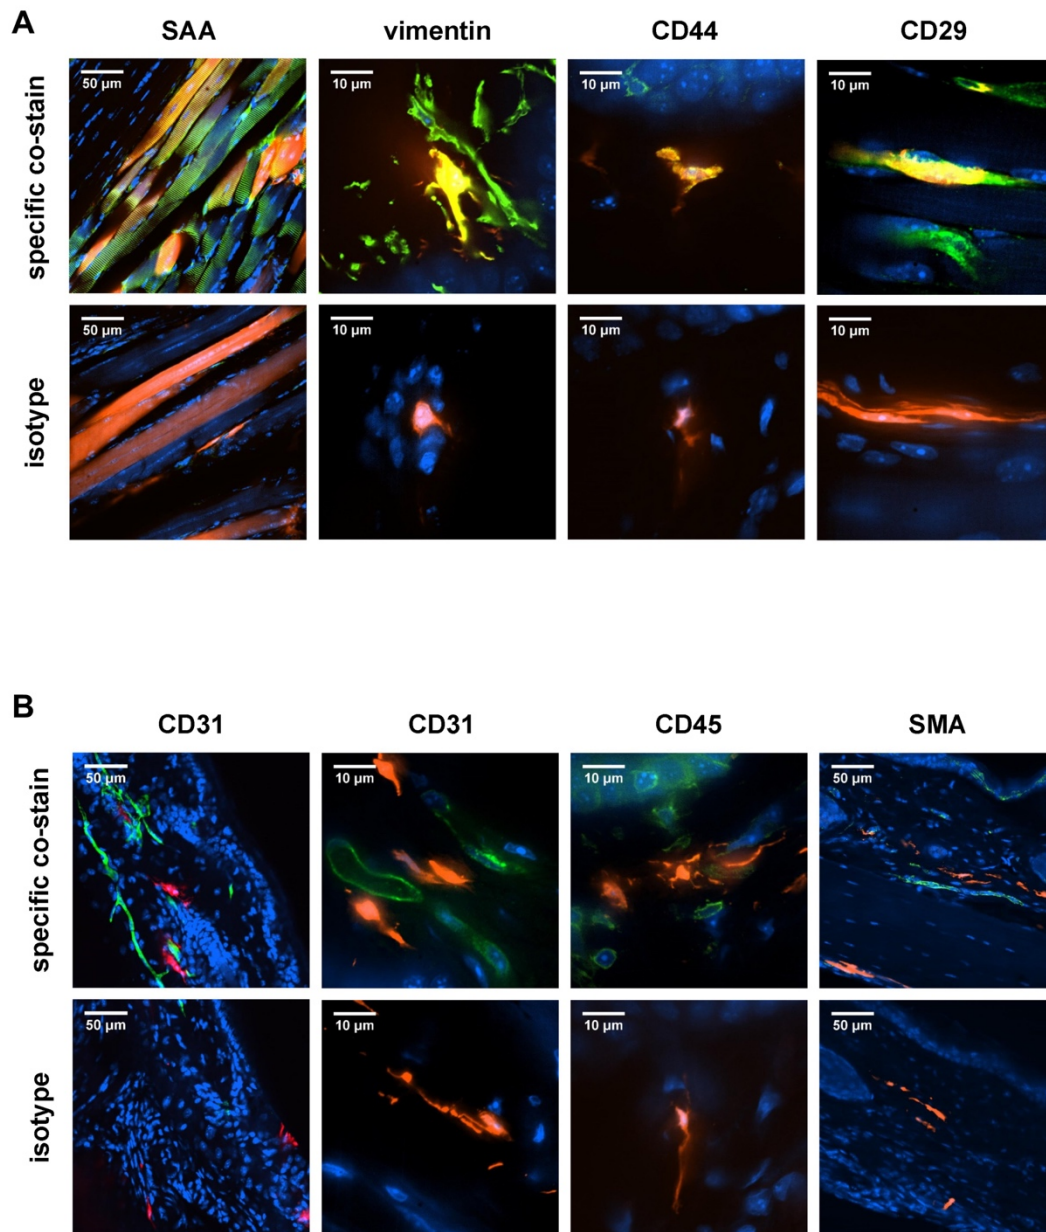 A
SAA vimentin CD44 CD29
specific co-stain
50 µm 10 µm 10 µm 10 µm
isotype
50 µm 10 µm 10 µm 10 µm
B
CD31 CD31 CD45 SMA
specific co-stain
50 µm 10 µm 10 µm 50 µm
isotype
50 µm 10 µm 10 µm 50 µm